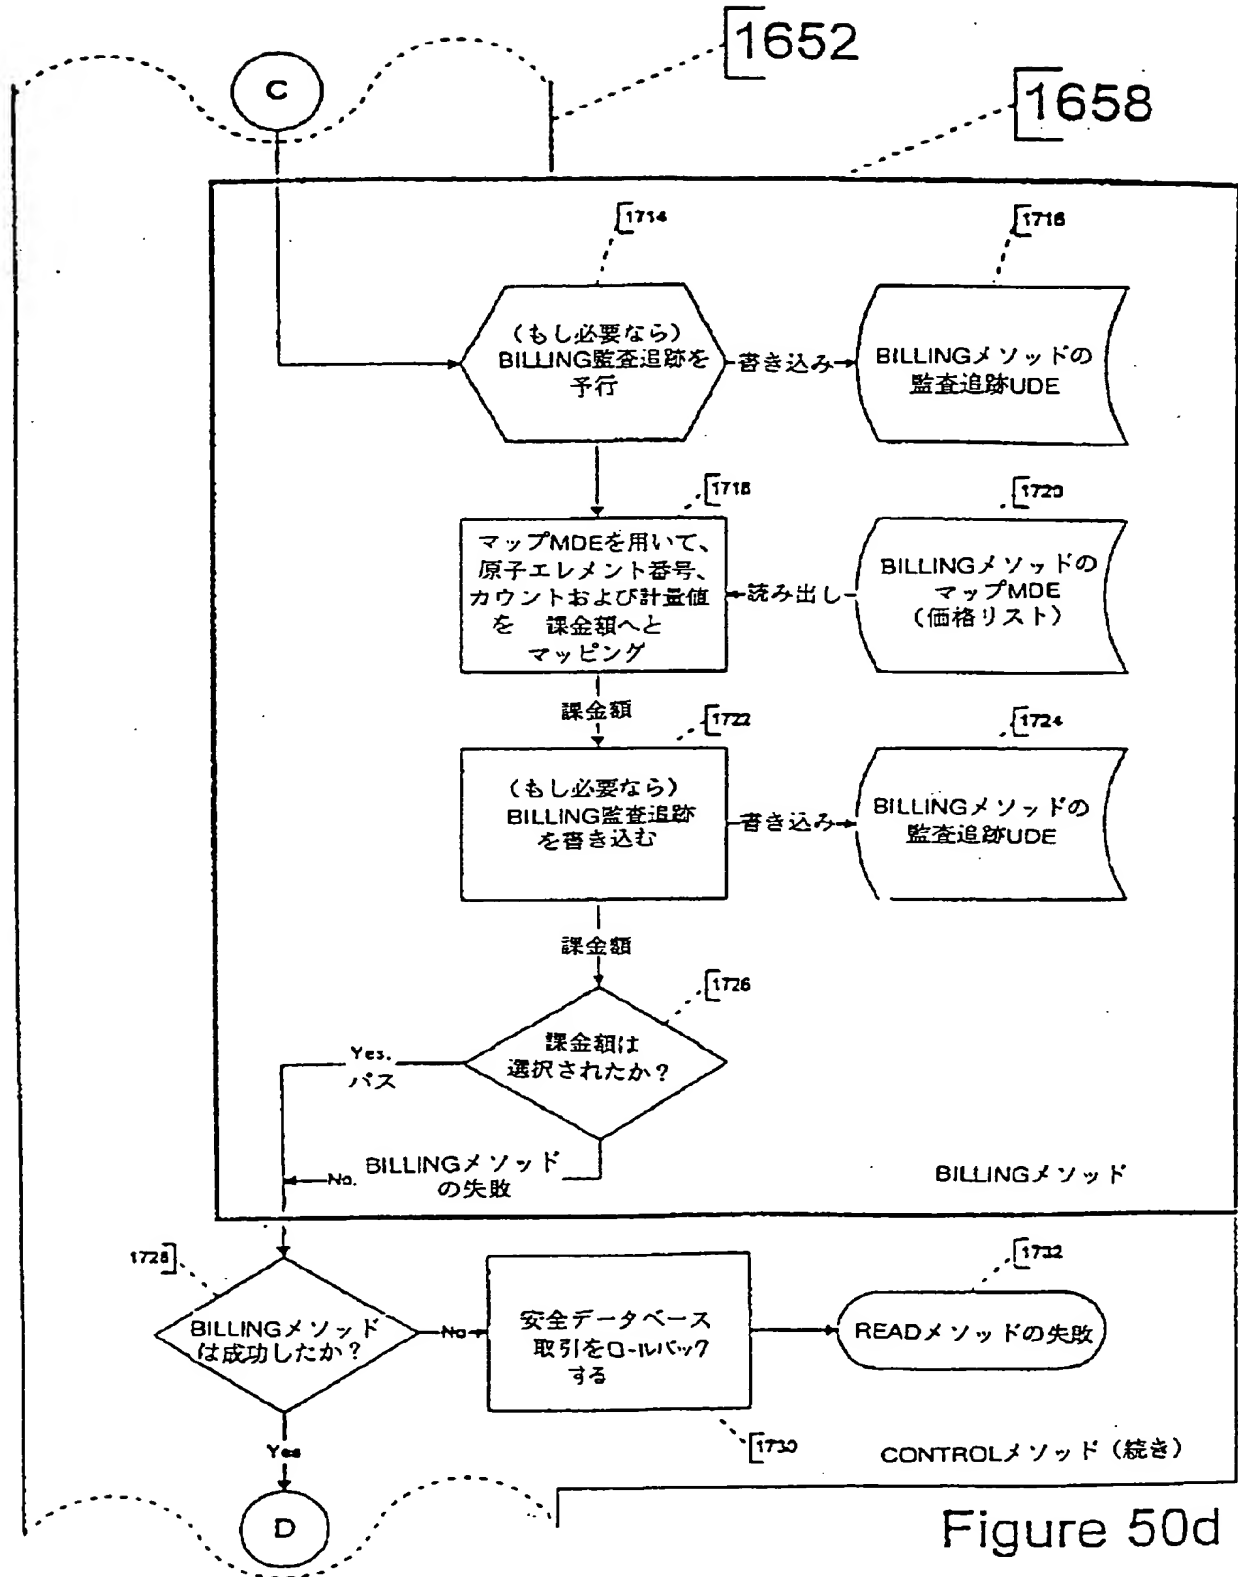 1652
C
1658
1714
1716
(もし必要なら)
BILLING監査追跡を
予行
書き込み
BILLINGメソッドの
監査追跡UDE
1718
1720
マップMDEを用いて、
原子エレメント番号、
カウントおよび計量値
を 課金額へと
マッピング
読み出し
BILLINGメソッドの
マップMDE
(価格リスト)
課金額
1722
1724
(もし必要なら)
BILLING監査追跡
を書き込む
書き込み
BILLINGメソッドの
監査追跡UDE
課金額
1726
課金額は
選択されたか?
Yes.
パス
No.
BILLINGメソッド
の失敗
BILLINGメソッド
1728
1732
BILLINGメソッド
は成功したか?
No
安全データベース
取引をロールバック
する
READメソッドの失敗
1730
Yes
CONTROLメソッド(続き)
D
Figure 50d